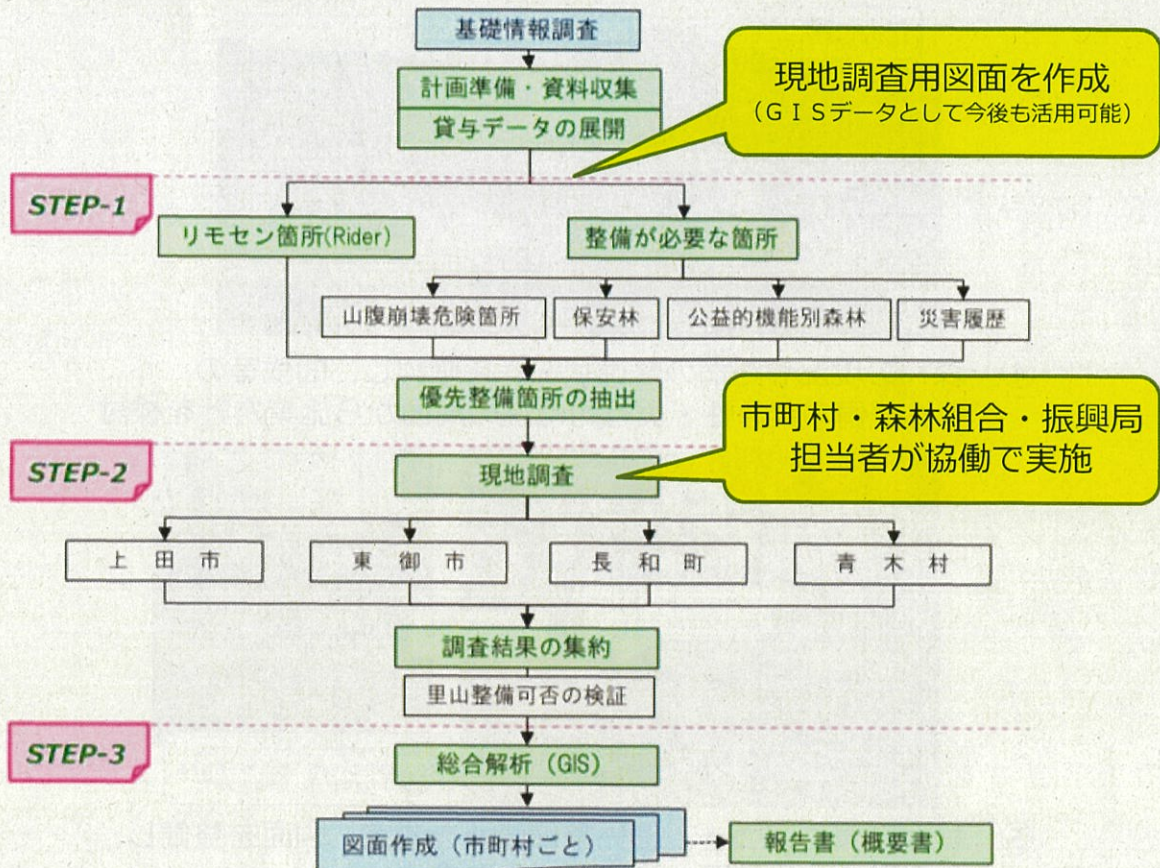 基礎情報調査
計画準備・資料収集
貸与データの展開
現地調査用図面を作成
(GISデータとして今後も活用可能)
STEP-1
リモセン箇所(Rider)
整備が必要な箇所
山腹崩壊危険箇所
保安林
公益的機能別森林
災害履歴
優先整備箇所の抽出
市町村・森林組合・振興局
担当者が協働で実施
STEP-2
現地調査
上田市
東御市
長和町
青木村
調査結果の集約
里山整備可否の検証
STEP-3
総合解析(GIS)
図面作成(市町村ごと)
報告書(概要書)